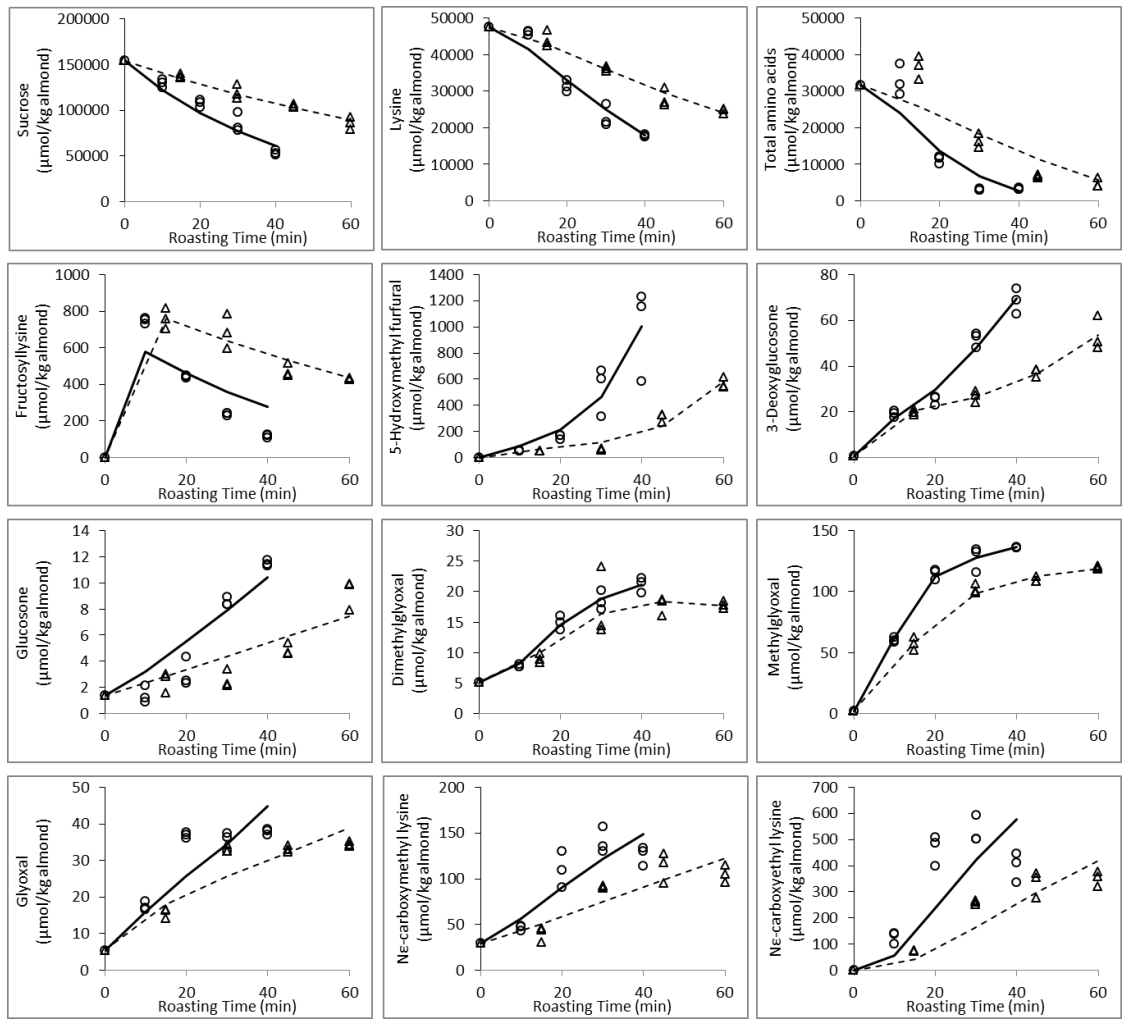 Sucrose
(μmol/kg almond)
200000
150000
100000
50000
0
0 20 40 60
Roasting Time (min)
Lysine
(μmol/kg almond)
50000
40000
30000
20000
10000
0
0 20 40 60
Roasting Time (min)
Total amino acids
(μmol/kg almond)
50000
40000
30000
20000
10000
0
0 20 40 60
Roasting Time (min)
Fructosyllysine
(μmol/kg almond)
1000
800
600
400
200
0
0 20 40 60
Roasting Time (min)
5-Hydroxymethyl furfural
(μmol/kg almond)
1400
1200
1000
800
600
400
200
0
0 20 40 60
Roasting Time (min)
3-Deoxyglucosone
(μmol/kg almond)
80
60
40
20
0
0 20 40 60
Roasting Time (min)
Glucosone
(μmol/kg almond)
14
12
10
8
6
4
2
0
0 20 40 60
Roasting Time (min)
Dimethylglyoxal
(μmol/kg almond)
30
25
20
15
10
5
0
0 20 40 60
Roasting Time (min)
Methylglyoxal
(μmol/kg almond)
150
100
50
0
0 20 40 60
Roasting Time (min)
Glyoxal
(μmol/kg almond)
50
40
30
20
10
0
0 20 40 60
Roasting Time (min)
Nε-carboxymethyl lysine
(μmol/kg almond)
200
150
100
50
0
0 20 40 60
Roasting Time (min)
Nε-carboxyethyl lysine
(μmol/kg almond)
700
600
500
400
300
200
100
0
0 20 40 60
Roasting Time (min)